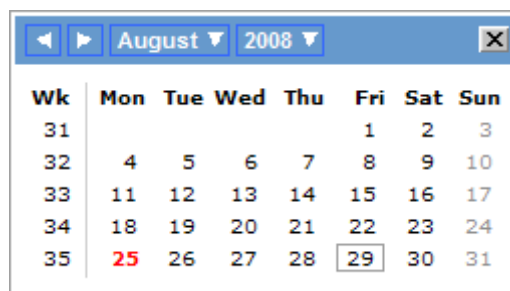 August 2008
Wk Mon Tue Wed Thu Fri Sat Sun
31 1 2 3
32 4 5 6 7 8 9 10
33 11 12 13 14 15 16 17
34 18 19 20 21 22 23 24
35 25 26 27 28 29 30 31